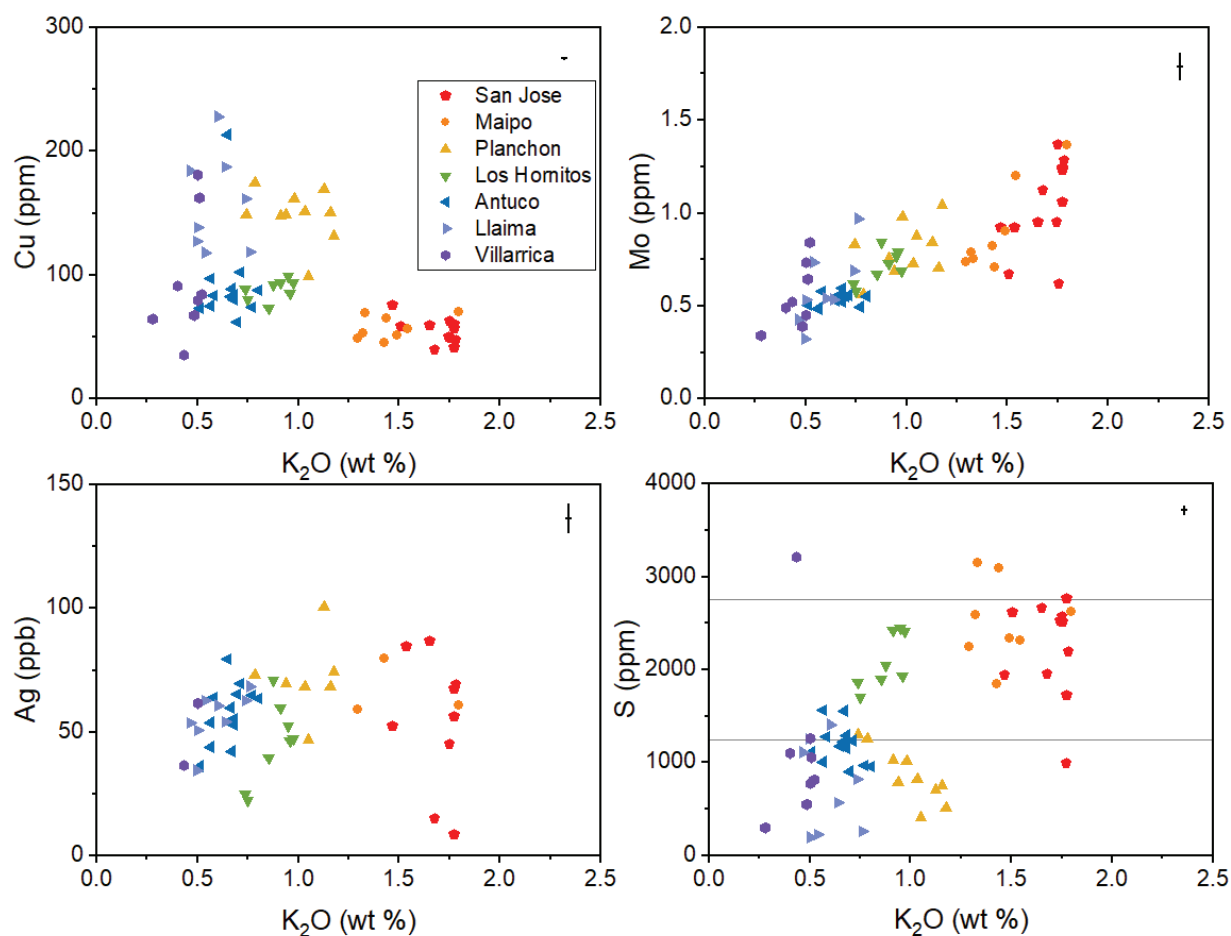 300
200
100
0
Cu (ppm)
0.0 0.5 1.0 1.5 2.0 2.5
K₂O (wt %)
San Jose
Maipo
Planchon
Los Hornitos
Antuco
Llaima
Villarrica
2.0
1.5
1.0
0.5
0.0
Mo (ppm)
0.0 0.5 1.0 1.5 2.0 2.5
K₂O (wt %)
150
100
50
0
Ag (ppb)
0.0 0.5 1.0 1.5 2.0 2.5
K₂O (wt %)
4000
3000
2000
1000
0
S (ppm)
0.0 0.5 1.0 1.5 2.0 2.5
K₂O (wt %)